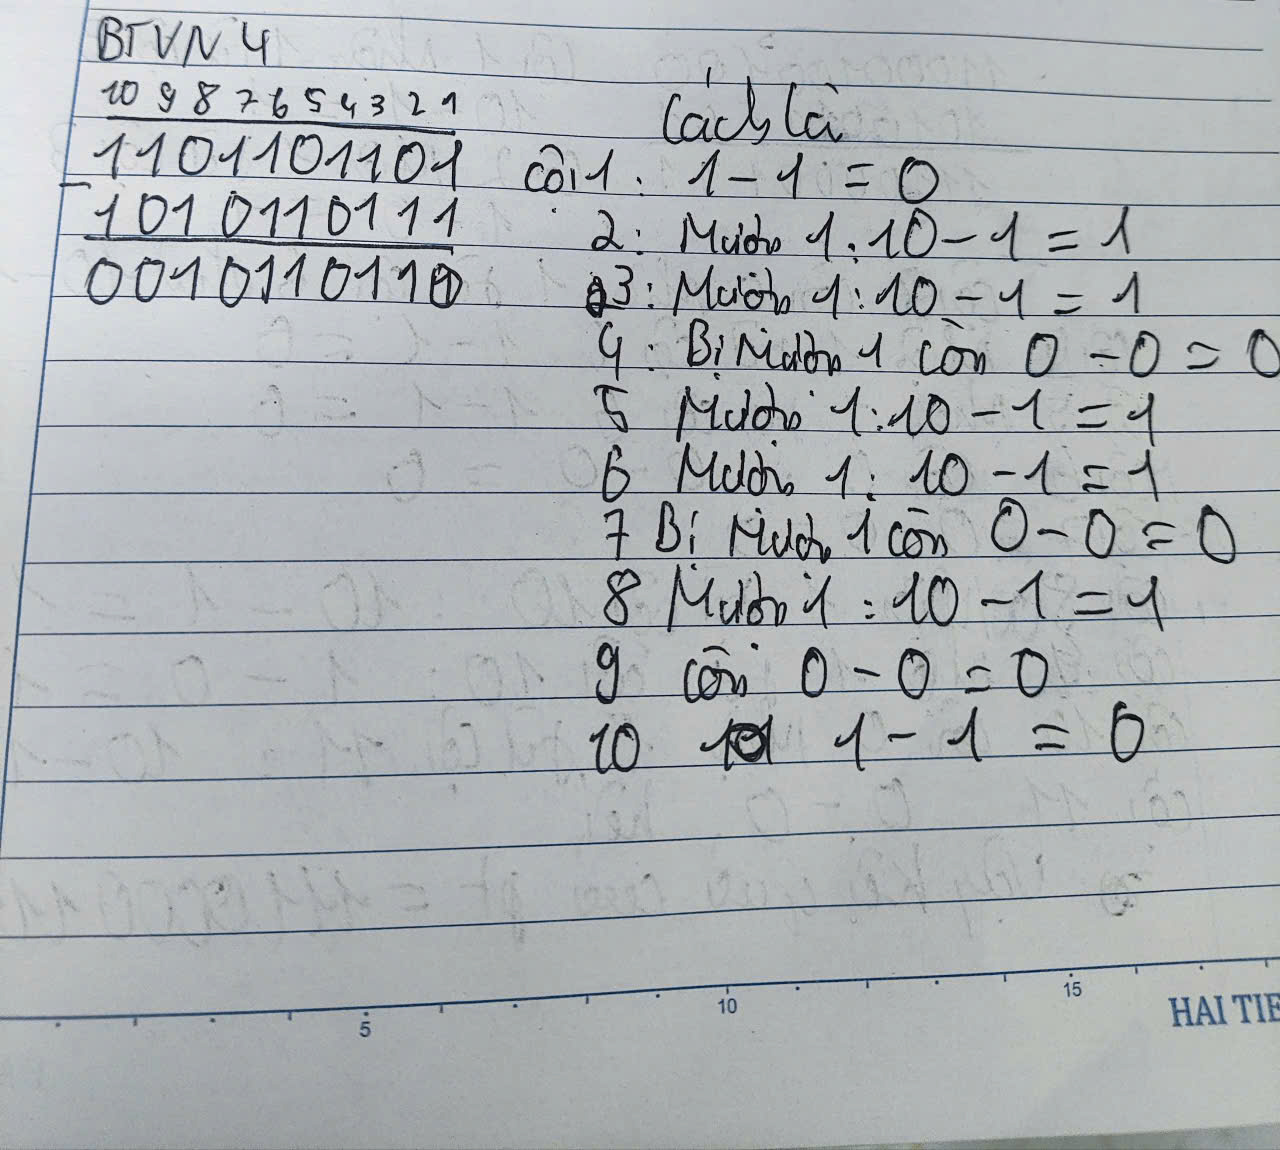 BTVN 4
10 9 8 7 6 5 4 3 2 1
Cách là
1101101101
cột 1 : 1 - 1 = 0
-
1010110111
2 : Mượn 1 : 10 - 1 = 1
0010110110
3 : Mượn 1 : 10 - 1 = 1
4 : Bị Mượn 1 còn 0 - 0 = 0
5 Mượn 1 : 10 - 1 = 1
6 Mượn 1 : 10 - 1 = 1
7 Bị Mượn 1 còn 0 - 0 = 0
8 Mượn 1 : 10 - 1 = 1
9 còn 0 - 0 = 0
10 1 - 1 = 0
5 10 15
HAI TIE